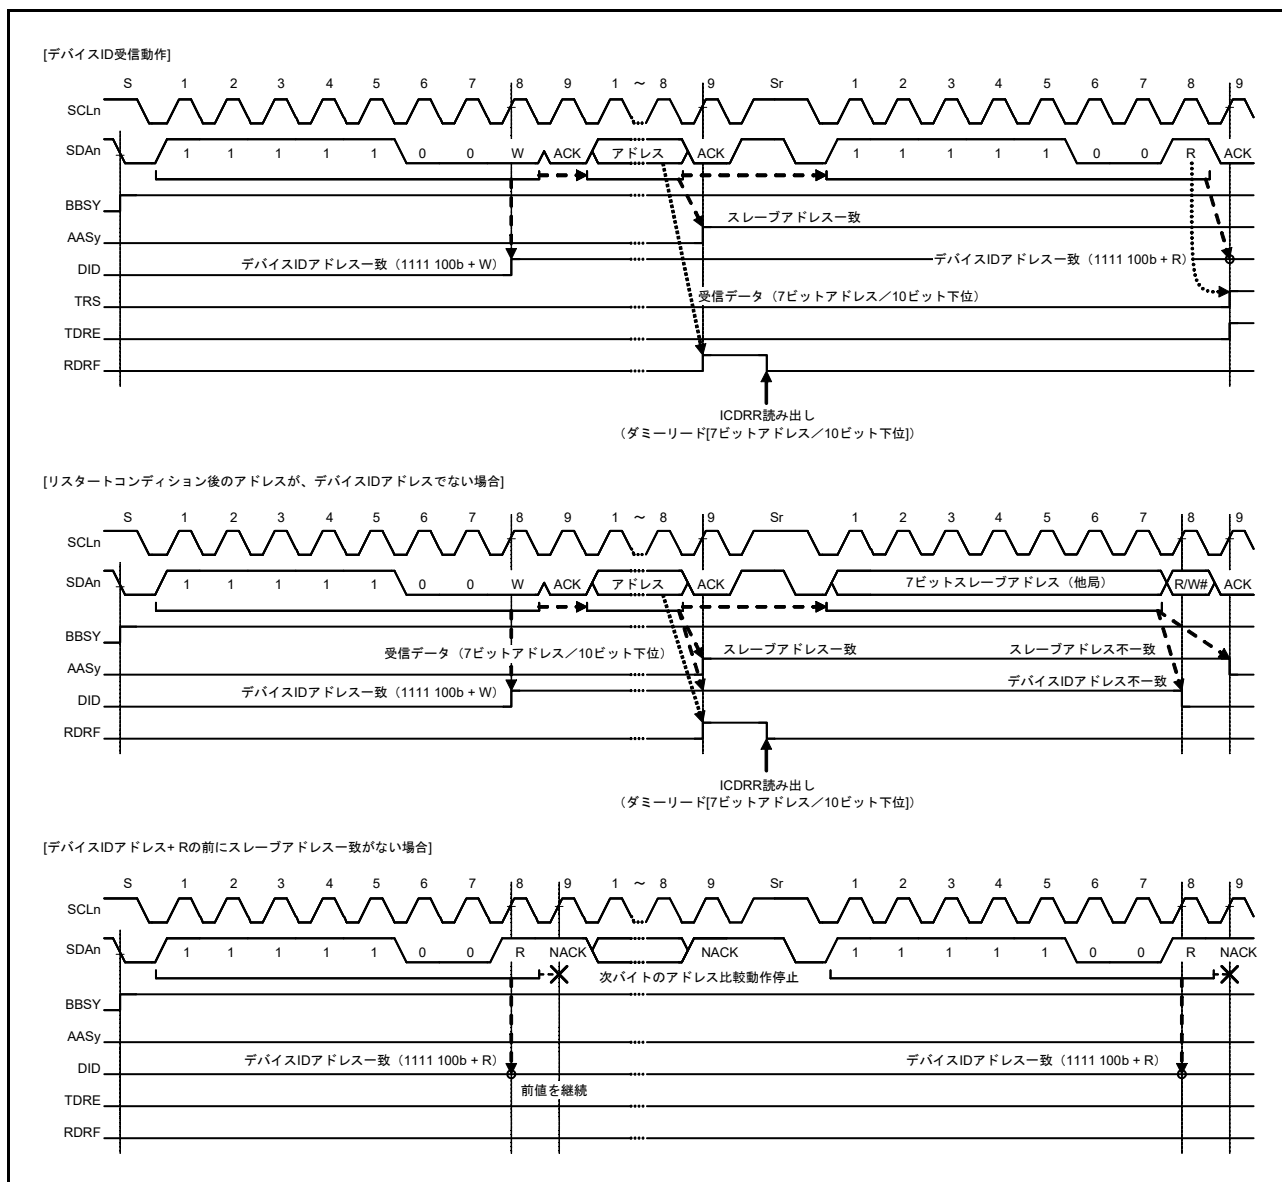 [デバイスID受信動作]
S 1 2 3 4 5 6 7 8 9 1 ～ 8 9 Sr 1 2 3 4 5 6 7 8 9
SCLn
SDAn 1 1 1 1 1 0 0 W ACK アドレス ACK 1 1 1 1 1 0 0 R ACK
BBSY
AASy スレーブアドレス一致
DID デバイスIDアドレス一致（1111 100b + W） デバイスIDアドレス一致（1111 100b + R）
TRS 受信データ（7ビットアドレス／10ビット下位）
TDRE
RDRF
ICDRR読み出し
（ダミーリード[7ビットアドレス／10ビット下位]）
[リスタートコンディション後のアドレスが、デバイスIDアドレスでない場合]
S 1 2 3 4 5 6 7 8 9 1 ～ 8 9 Sr 1 2 3 4 5 6 7 8 9
SCLn
SDAn 1 1 1 1 1 0 0 W ACK アドレス ACK 7ビットスレーブアドレス（他局） R/W# ACK
BBSY
受信データ（7ビットアドレス／10ビット下位） スレーブアドレス一致 スレーブアドレス不一致
AASy
DID デバイスIDアドレス一致（1111 100b + W） デバイスIDアドレス不一致
RDRF
ICDRR読み出し
（ダミーリード[7ビットアドレス／10ビット下位]）
[デバイスIDアドレス+ Rの前にスレーブアドレス一致がない場合]
S 1 2 3 4 5 6 7 8 9 1 ～ 8 9 Sr 1 2 3 4 5 6 7 8 9
SCLn
SDAn 1 1 1 1 1 0 0 R NACK NACK 1 1 1 1 1 0 0 R NACK
次バイトのアドレス比較動作停止
BBSY
AASy
DID デバイスIDアドレス一致（1111 100b + R） デバイスIDアドレス一致（1111 100b + R）
前値を継続
TDRE
RDRF